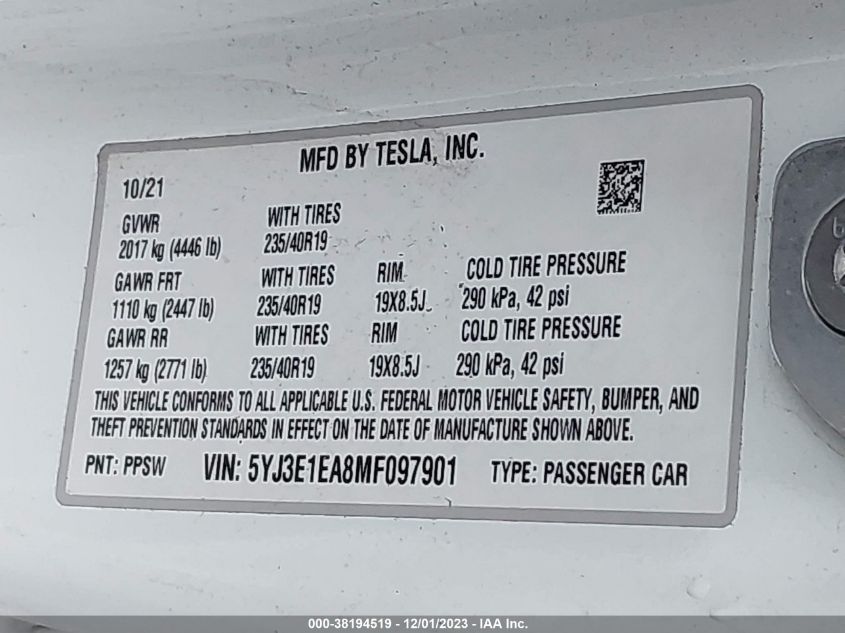 MFD BY TESLA, INC.
10/21
GVWR WITH TIRES
2017 kg (4446 lb) 235/40R19
GAWR FRT WITH TIRES RIM COLD TIRE PRESSURE
1110 kg (2447 lb) 235/40R19 19X8.5J 290 kPa, 42 psi
GAWR RR WITH TIRES RIM COLD TIRE PRESSURE
1257 kg (2771 lb) 235/40R19 19X8.5J 290 kPa, 42 psi
THIS VEHICLE CONFORMS TO ALL APPLICABLE U.S. FEDERAL MOTOR VEHICLE SAFETY, BUMPER, AND
THEFT PREVENTION STANDARDS IN EFFECT ON THE DATE OF MANUFACTURE SHOWN ABOVE.
PNT: PPSW VIN: 5YJ3E1EA8MF097901 TYPE: PASSENGER CAR
000-38194519 - 12/01/2023 - IAA Inc.